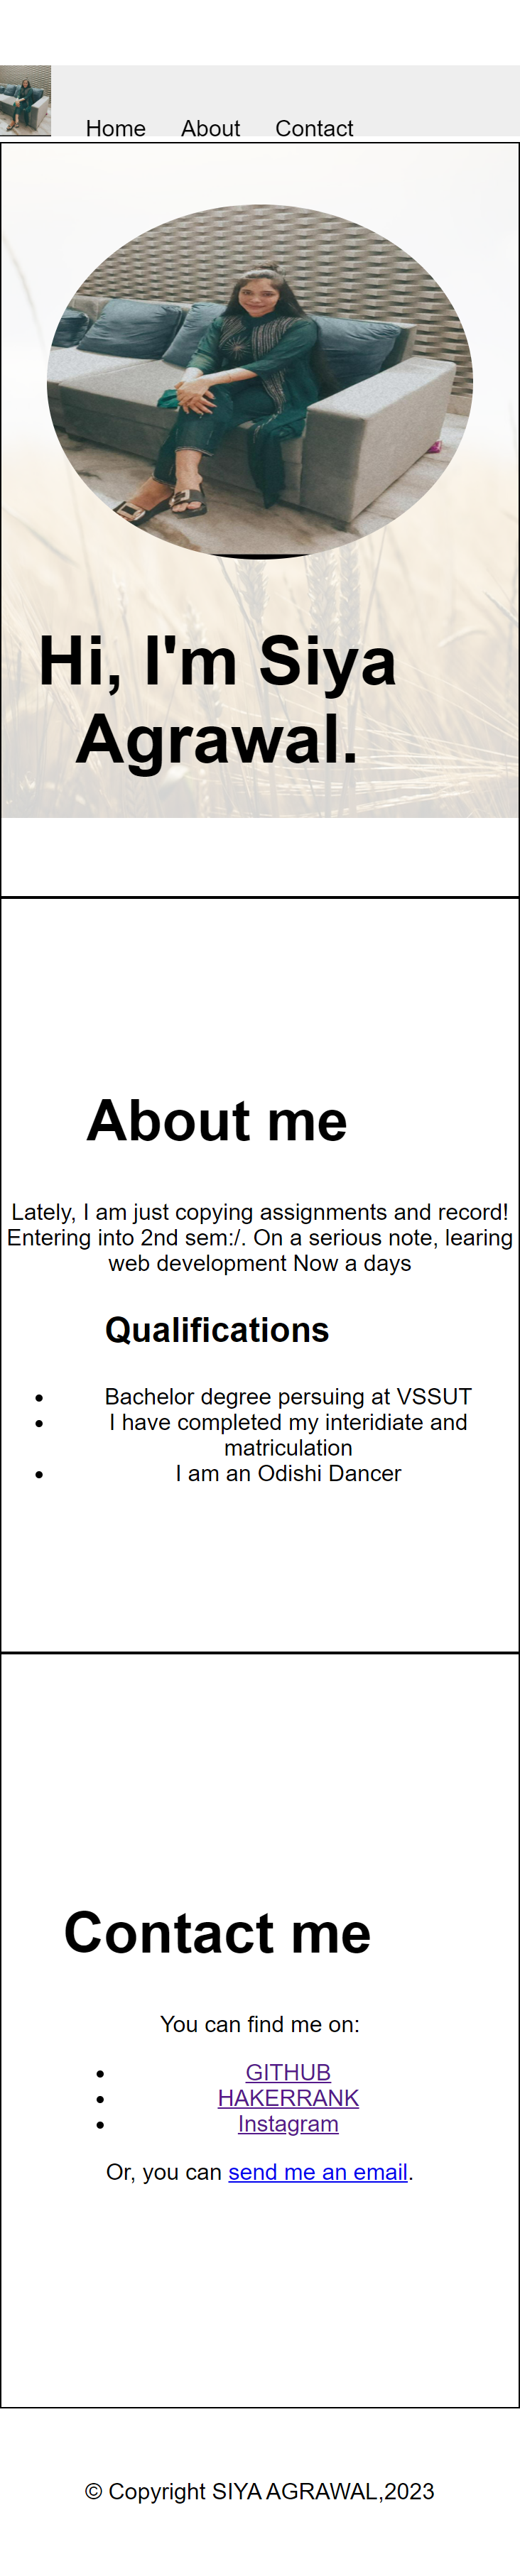 Home About Contact
Hi, I'm Siya
Agrawal.
About me
Lately, I am just copying assignments and record!
Entering into 2nd sem:/. On a serious note, learing
web development Now a days
Qualifications
Bachelor degree persuing at VSSUT
I have completed my interidiate and
matriculation
I am an Odishi Dancer
Contact me
You can find me on:
GITHUB
HAKERRANK
Instagram
Or, you can send me an email.
© Copyright SIYA AGRAWAL,2023